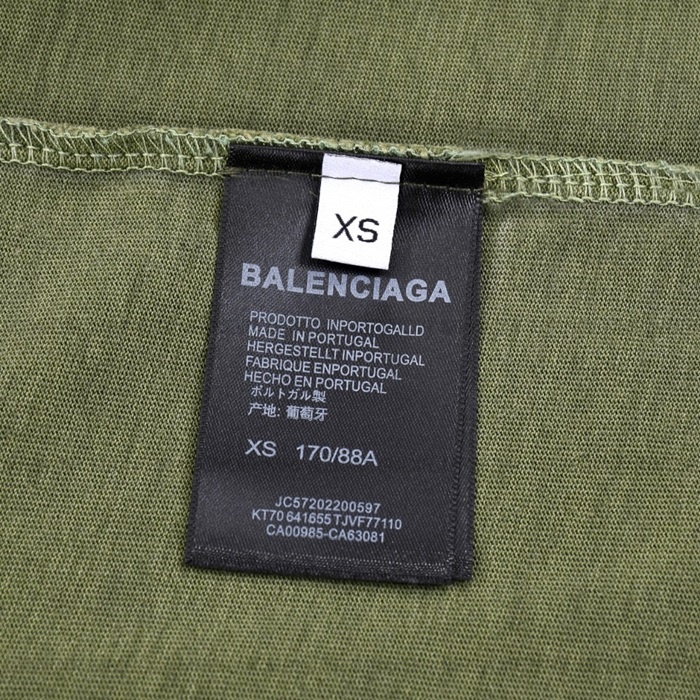 XS
BALENCIAGA
PRODOTTO INPORTOGALLD
MADE IN PORTUGAL
HERGESTELLT INPORTUGAL
FABRIQUE ENPORTUGAL
HECHO EN PORTUGAL
ポルトガル製
产地: 葡萄牙
XS 170/88A
JC57202200597
KT70 641655 TJVF77110
CA00985-CA63081